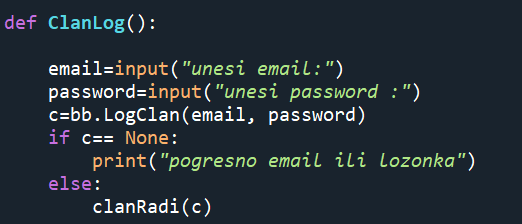 def ClanLog():
email=input("unesi email:")
password=input("unesi password :")
c=bb.LogClan(email, password)
if c== None:
print("pogresno email ili lozonka")
else:
clanRadi(c)